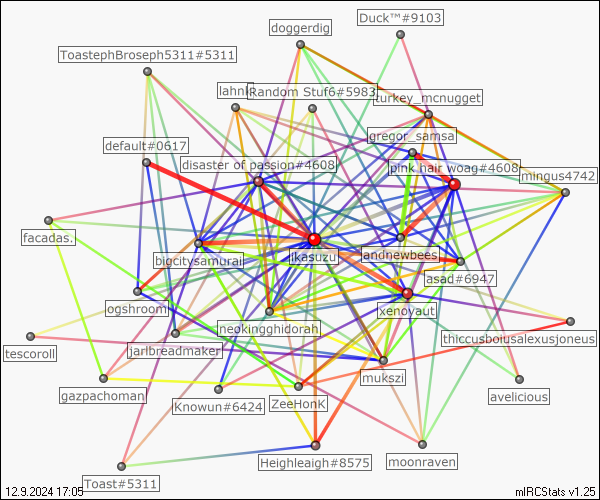 Duck™#9103
doggerdig
ToastephBroseph5311#5311
lahnl
Random Stuf6#5983
turkey_mcnugget
gregor_samsa
default#0617
disaster of passion#4608
pink hair woag#4608
mingus4742
facadas.
bigcitysamurai
ikasuzu
andnewbees
asad#6947
ogshroom
neokingghidorah
xenovaut
jarlbreadmaker
thiccusboiusalexusjoneus
tescoroll
mukszi
gazpachoman
Knowun#6424
ZeeHonK
avelicious
Heighleaigh#8575
moonraven
Toast#5311
12.9.2024 17:05
mIRCStats v1.25